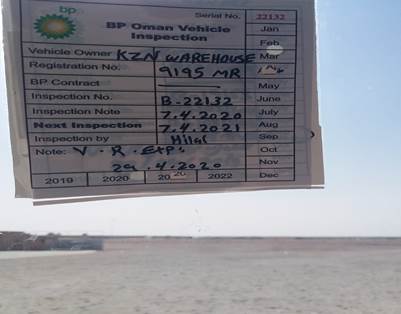 bp
Serial No. 22132
BP Oman Vehicle
Inspection
Vehicle Owner KZN WAREHOUSE
Registration No. 9195 MR
BP Contract
Inspection No. B-22132
Inspection Note 7.4.2020
Next Inspection 7.4.2021
Inspection by Hilal
Note: V.R.EXP:
29.4.2020
2019 2020 2022
Jan
Feb
Mar
May
June
July
Aug
Sep
Oct
Nov
Dec